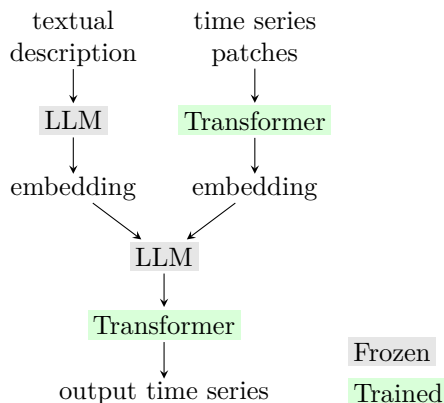 textual
description
time series
patches
LLM
Transformer
embedding
embedding
LLM
Transformer
output time series
Frozen
Trained